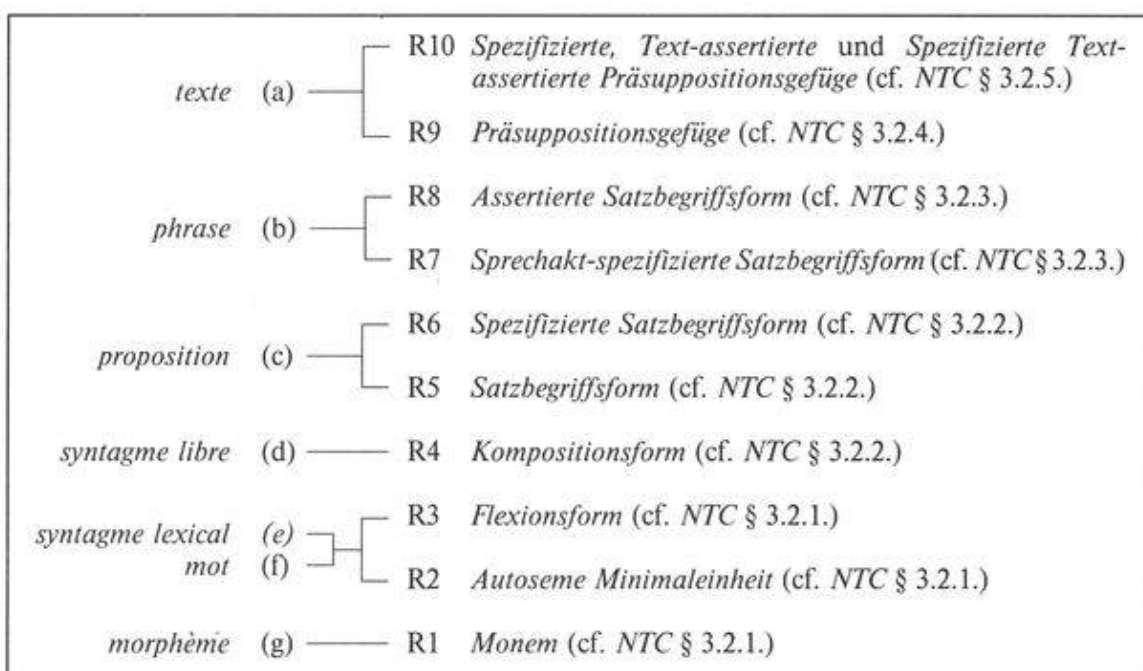 R10 Spezifizierte, Text-assertierte und Spezifizierte Text-
texte (a) assertierte Präsuppositionsgefüge (cf. NTC § 3.2.5.)
R9 Präsuppositionsgefüge (cf. NTC § 3.2.4.)
R8 Assertierte Satzbegriffsform (cf. NTC § 3.2.3.)
phrase (b)
R7 Sprechakt-spezifizierte Satzbegriffsform (cf. NTC § 3.2.3.)
R6 Spezifizierte Satzbegriffsform (cf. NTC § 3.2.2.)
proposition (c)
R5 Satzbegriffsform (cf. NTC § 3.2.2.)
syntagme libre (d) R4 Kompositionsform (cf. NTC § 3.2.2.)
R3 Flexionsform (cf. NTC § 3.2.1.)
syntagme lexical (e)
mot (f)
R2 Autoseme Minimaleinheit (cf. NTC § 3.2.1.)
morphème (g) R1 Monem (cf. NTC § 3.2.1.)